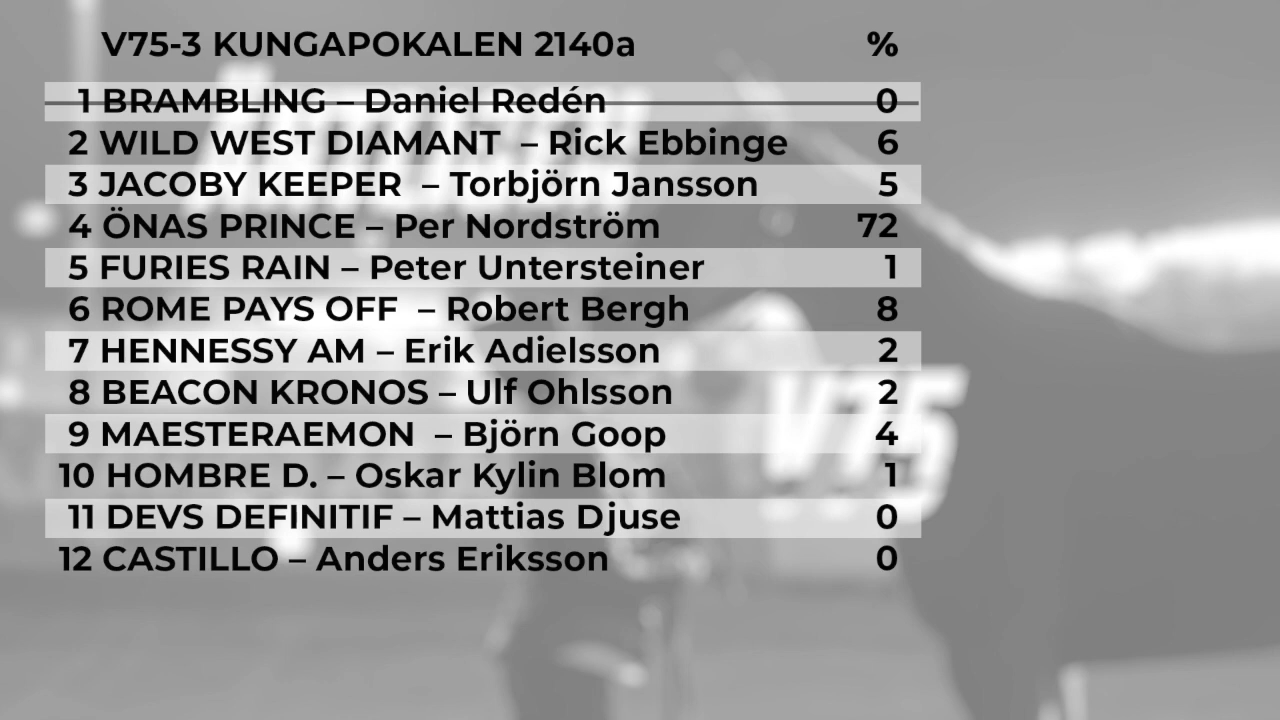 V75-3 KUNGAPOKALEN 2140a %
1 BRAMBLING – Daniel Redén 0
2 WILD WEST DIAMANT – Rick Ebbinge 6
3 JACOBY KEEPER – Torbjörn Jansson 5
4 ÖNAS PRINCE – Per Nordström 72
5 FURIES RAIN – Peter Untersteiner 1
6 ROME PAYS OFF – Robert Bergh 8
7 HENNESSY AM – Erik Adielsson 2
8 BEACON KRONOS – Ulf Ohlsson 2
9 MAESTERAEMON – Björn Goop 4
10 HOMBRE D. – Oskar Kylin Blom 1
11 DEVS DEFINITIF – Mattias Djuse 0
12 CASTILLO – Anders Eriksson 0
V75